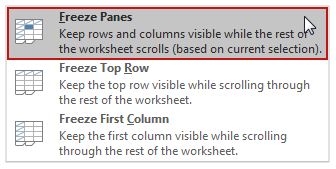 Freeze Panes
Keep rows and columns visible while the rest of
the worksheet scrolls (based on current selection).
Freeze Top Row
Keep the top row visible while scrolling through
the rest of the worksheet.
Freeze First Column
Keep the first column visible while scrolling
through the rest of the worksheet.